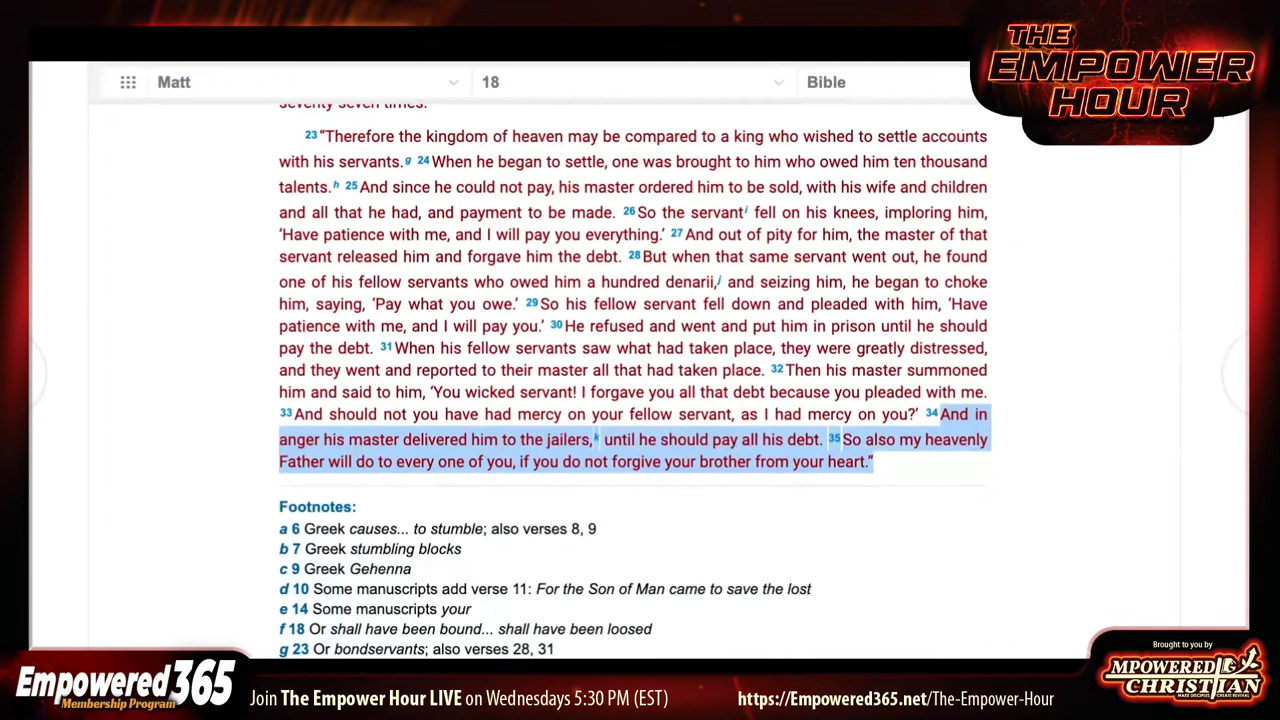 THE
EMPOWER
HOUR
Matt
18
Bible
seventy seven times.
23 “Therefore the kingdom of heaven may be compared to a king who wished to settle accounts
with his servants.g 24 When he began to settle, one was brought to him who owed him ten thousand
talents.h 25 And since he could not pay, his master ordered him to be sold, with his wife and children
and all that he had, and payment to be made. 26 So the servanti fell on his knees, imploring him,
‘Have patience with me, and I will pay you everything.’ 27 And out of pity for him, the master of that
servant released him and forgave him the debt. 28 But when that same servant went out, he found
one of his fellow servants who owed him a hundred denarii,j and seizing him, he began to choke
him, saying, ‘Pay what you owe.’ 29 So his fellow servant fell down and pleaded with him, ‘Have
patience with me, and I will pay you.’ 30 He refused and went and put him in prison until he should
pay the debt. 31 When his fellow servants saw what had taken place, they were greatly distressed,
and they went and reported to their master all that had taken place. 32 Then his master summoned
him and said to him, ‘You wicked servant! I forgave you all that debt because you pleaded with me.
33 And should not you have had mercy on your fellow servant, as I had mercy on you?’ 34 And in
anger his master delivered him to the jailers,k until he should pay all his debt. 35 So also my heavenly
Father will do to every one of you, if you do not forgive your brother from your heart.”
Footnotes:
a 6 Greek causes... to stumble; also verses 8, 9
b 7 Greek stumbling blocks
c 9 Greek Gehenna
d 10 Some manuscripts add verse 11: For the Son of Man came to save the lost
e 14 Some manuscripts your
f 18 Or shall have been bound... shall have been loosed
g 23 Or bondservants; also verses 28, 31
Empowered 365
Membership Program
Join The Empower Hour LIVE on Wednesdays 5:30 PM (EST)
https://Empowered365.net/The-Empower-Hour
Brought to you by
MPOWERED
CHRISTIAN
MAKE DISCIPLES CREATE REVIVAL